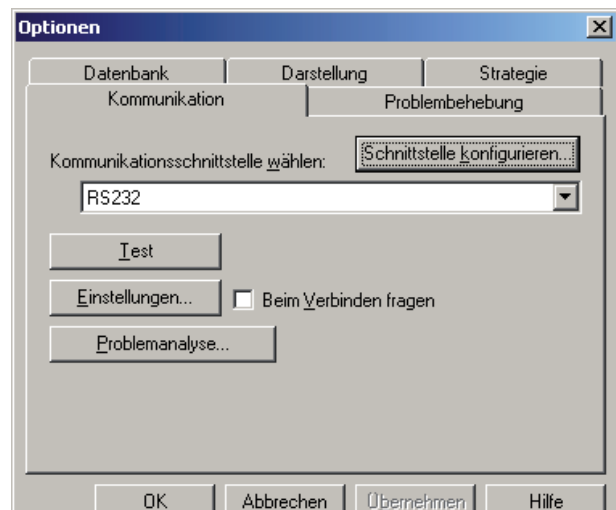 Optionen
Datenbank
Darstellung
Strategie
Kommunikation
Problembehebung
Kommunikationsschnittstelle wählen:
Schnittstelle konfigurieren...
RS232
Test
Einstellungen...
Beim Verbinden fragen
Problemanalyse...
OK
Abbrechen
Übernehmen
Hilfe